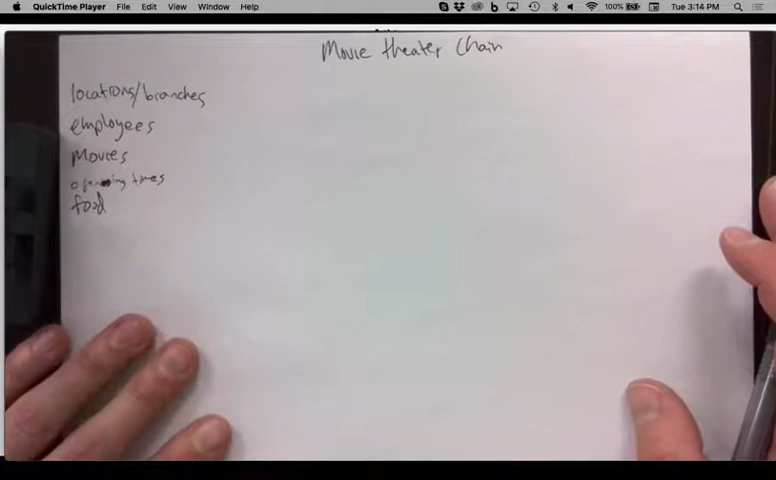 QuickTime Player File Edit View Window Help 100% Tue 3:14 PM
Movie theater Chain
locations/branches
employees
Movies
opening times
food